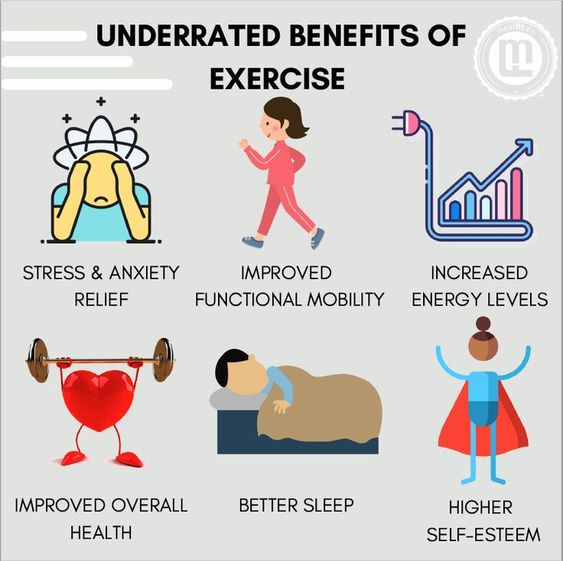 UNDERRATED BENEFITS OF
EXERCISE
STRESS & ANXIETY
RELIEF
IMPROVED
FUNCTIONAL MOBILITY
INCREASED
ENERGY LEVELS
IMPROVED OVERALL
HEALTH
BETTER SLEEP
HIGHER
SELF-ESTEEM